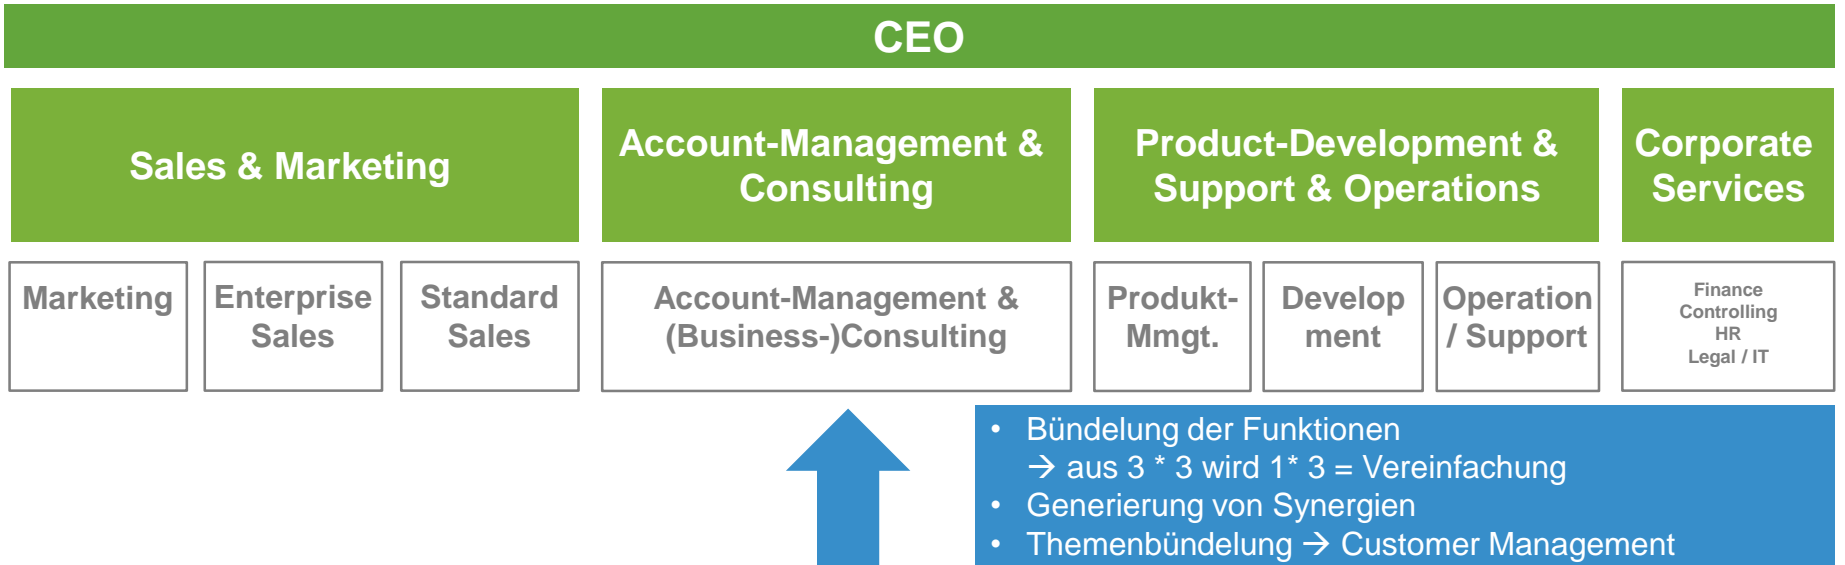 CEO
Sales & Marketing
Account-Management &
Consulting
Product-Development &
Support & Operations
Corporate
Services
Marketing
Enterprise
Sales
Standard
Sales
Account-Management &
(Business-)Consulting
Produkt-
Mmgt.
Develop
ment
Operation
/ Support
Finance
Controlling
HR
Legal / IT
• Bündelung der Funktionen
→ aus 3 * 3 wird 1* 3 = Vereinfachung
• Generierung von Synergien
• Themenbündelung → Customer Management